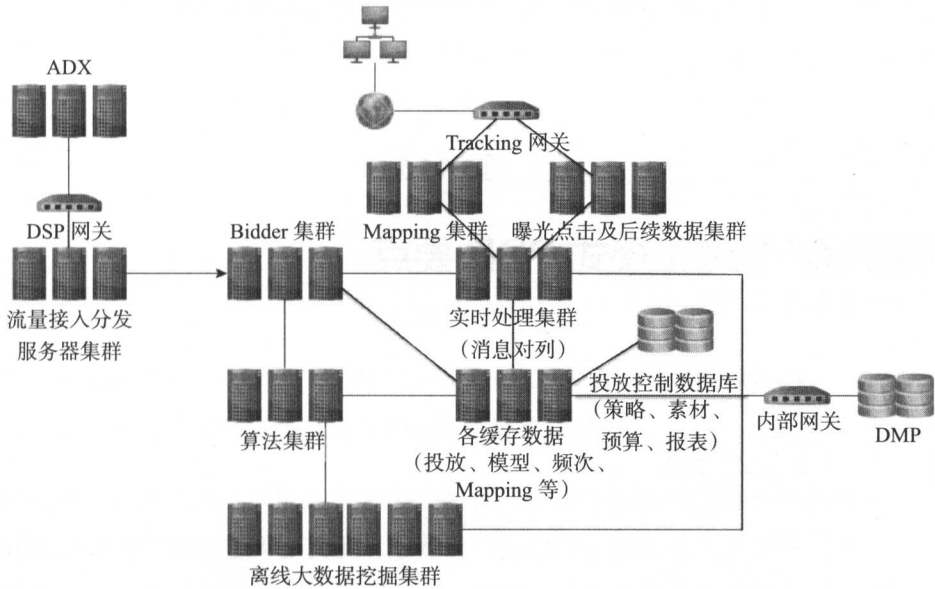 ADX
Tracking 网关
DSP 网关
Bidder 集群
Mapping 集群
曝光点击及后续数据集群
流量接入分发
服务器集群
实时处理集群
(消息对列)
投放控制数据库
(策略、素材、
预算、报表)
内部网关
DMP
算法集群
各缓存数据
(投放、模型、频次、
Mapping 等)
离线大数据挖掘集群